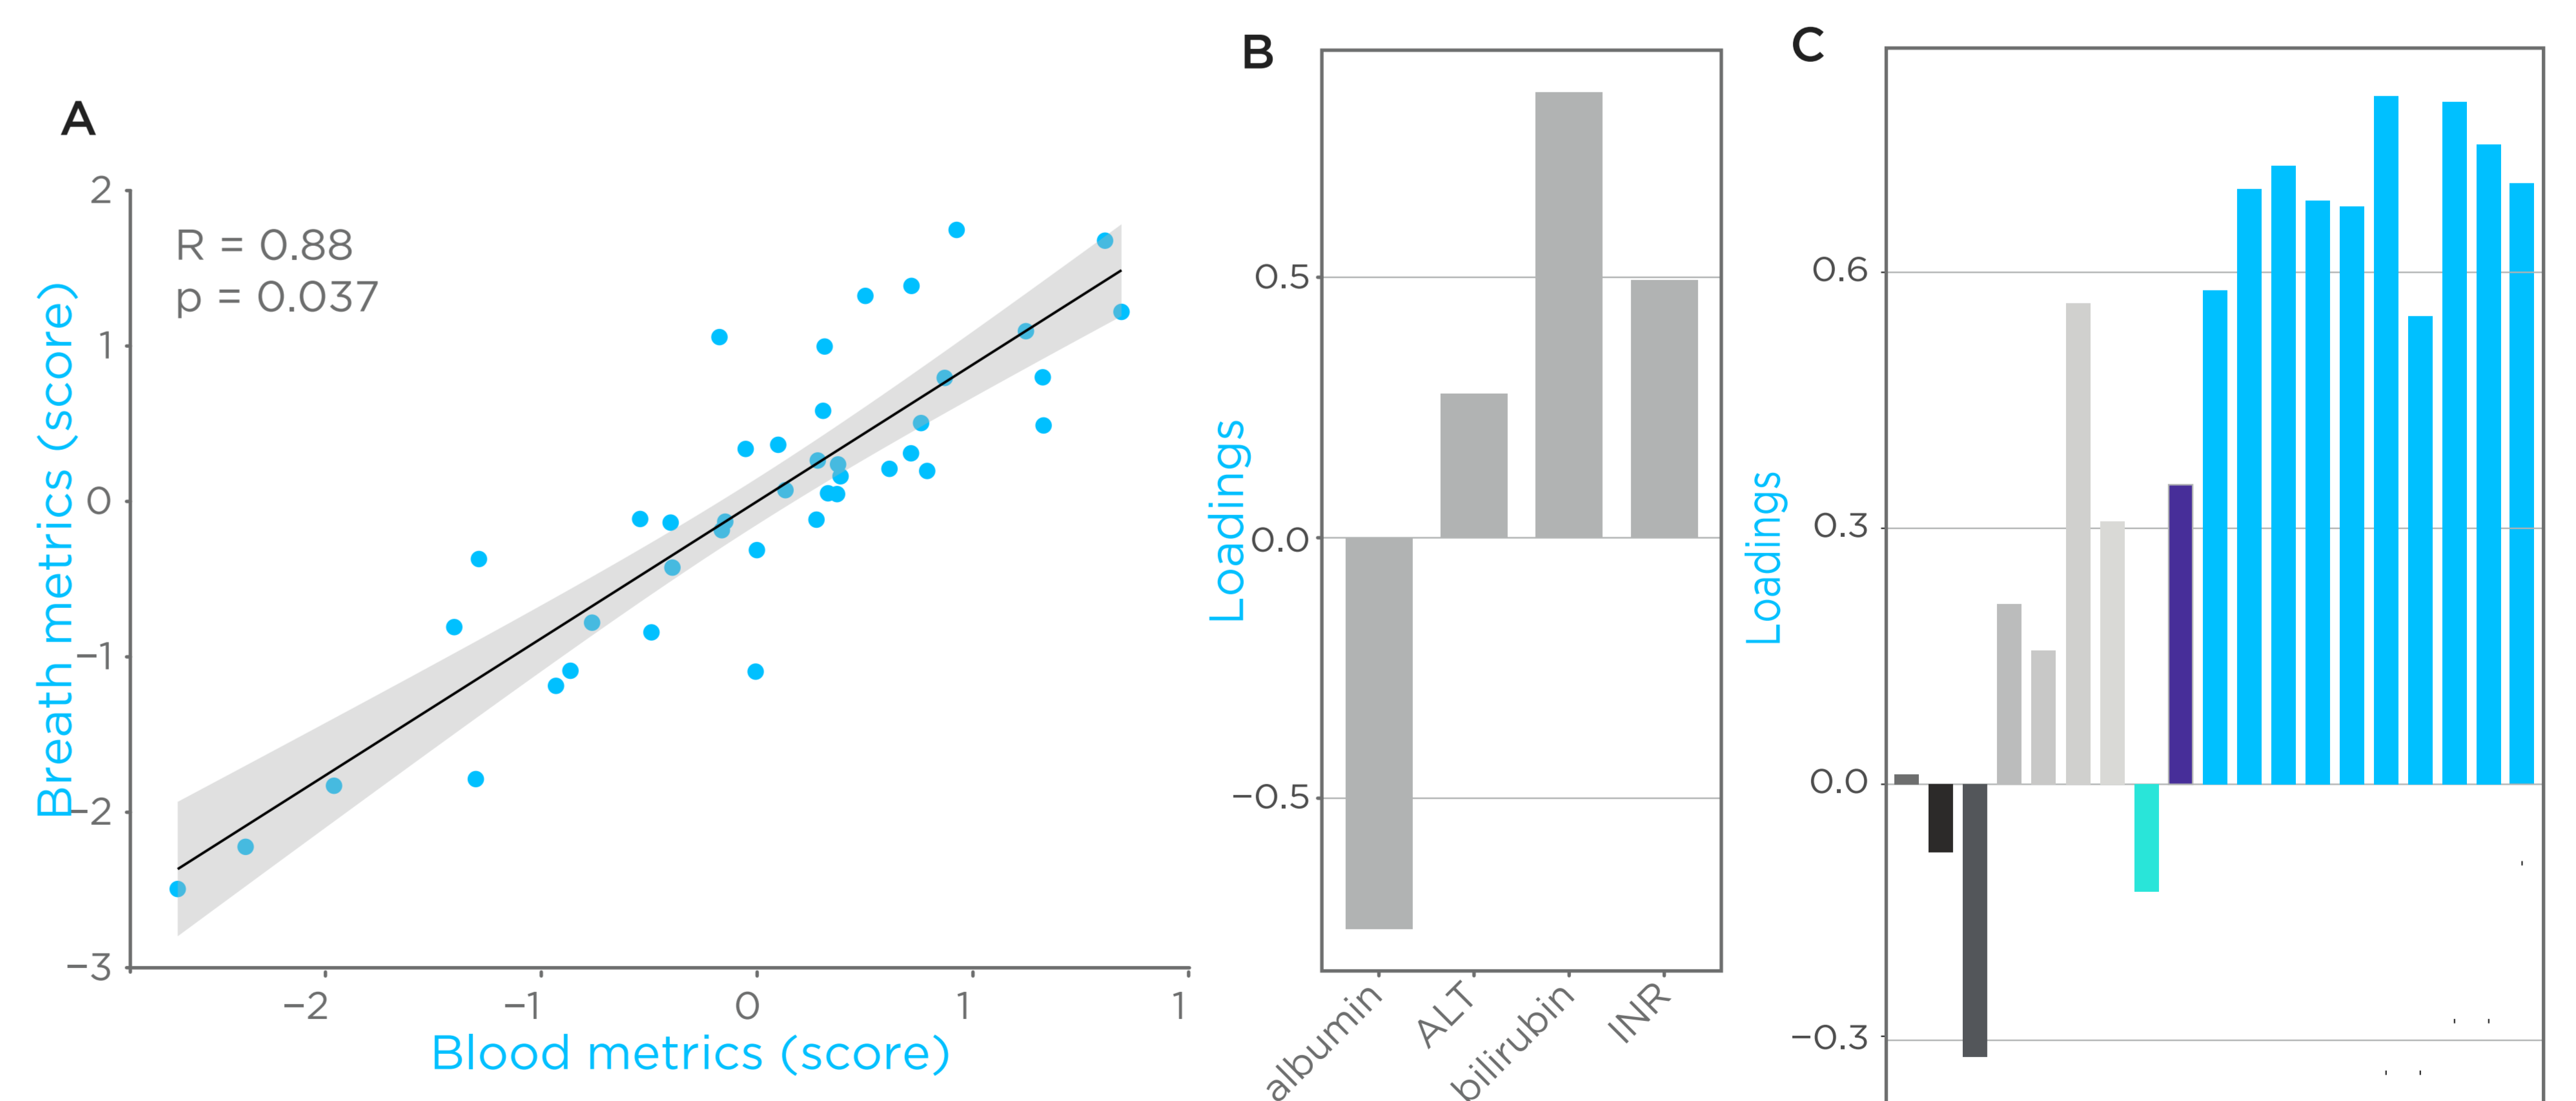 A
R = 0.88
p = 0.037
Breath metrics (score)
2
1
0
−1
−2
−3
−2
−1
0
1
1
Blood metrics (score)
B
Loadings
0.5
0.0
−0.5
albumin
ALT
bilirubin
INR
C
Loadings
0.6
0.3
0.0
−0.3